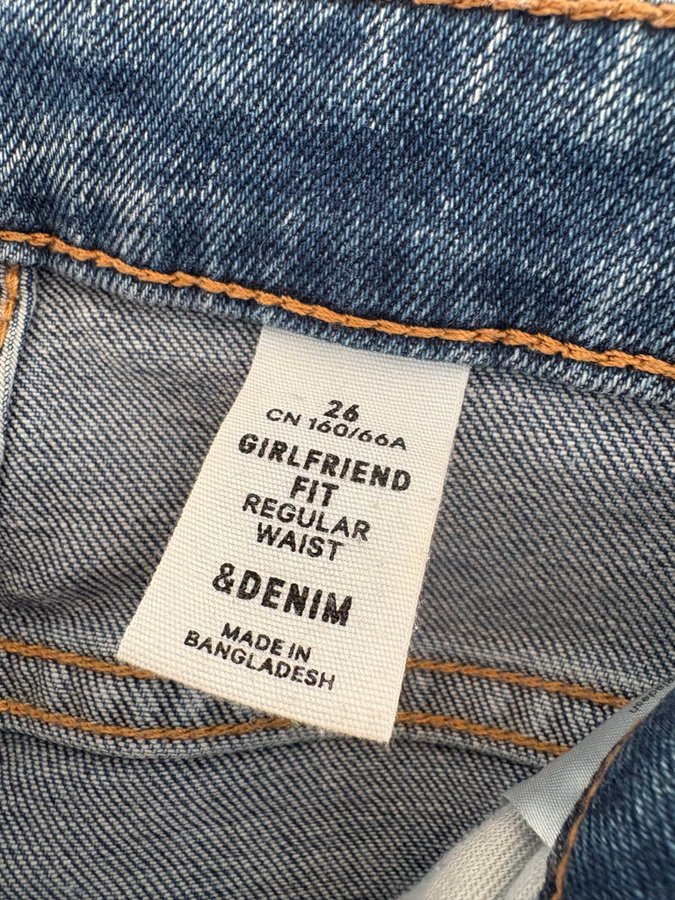 26
CN 160/66A
GIRLFRIEND
FIT
REGULAR
WAIST
&DENIM
MADE IN
BANGLADESH